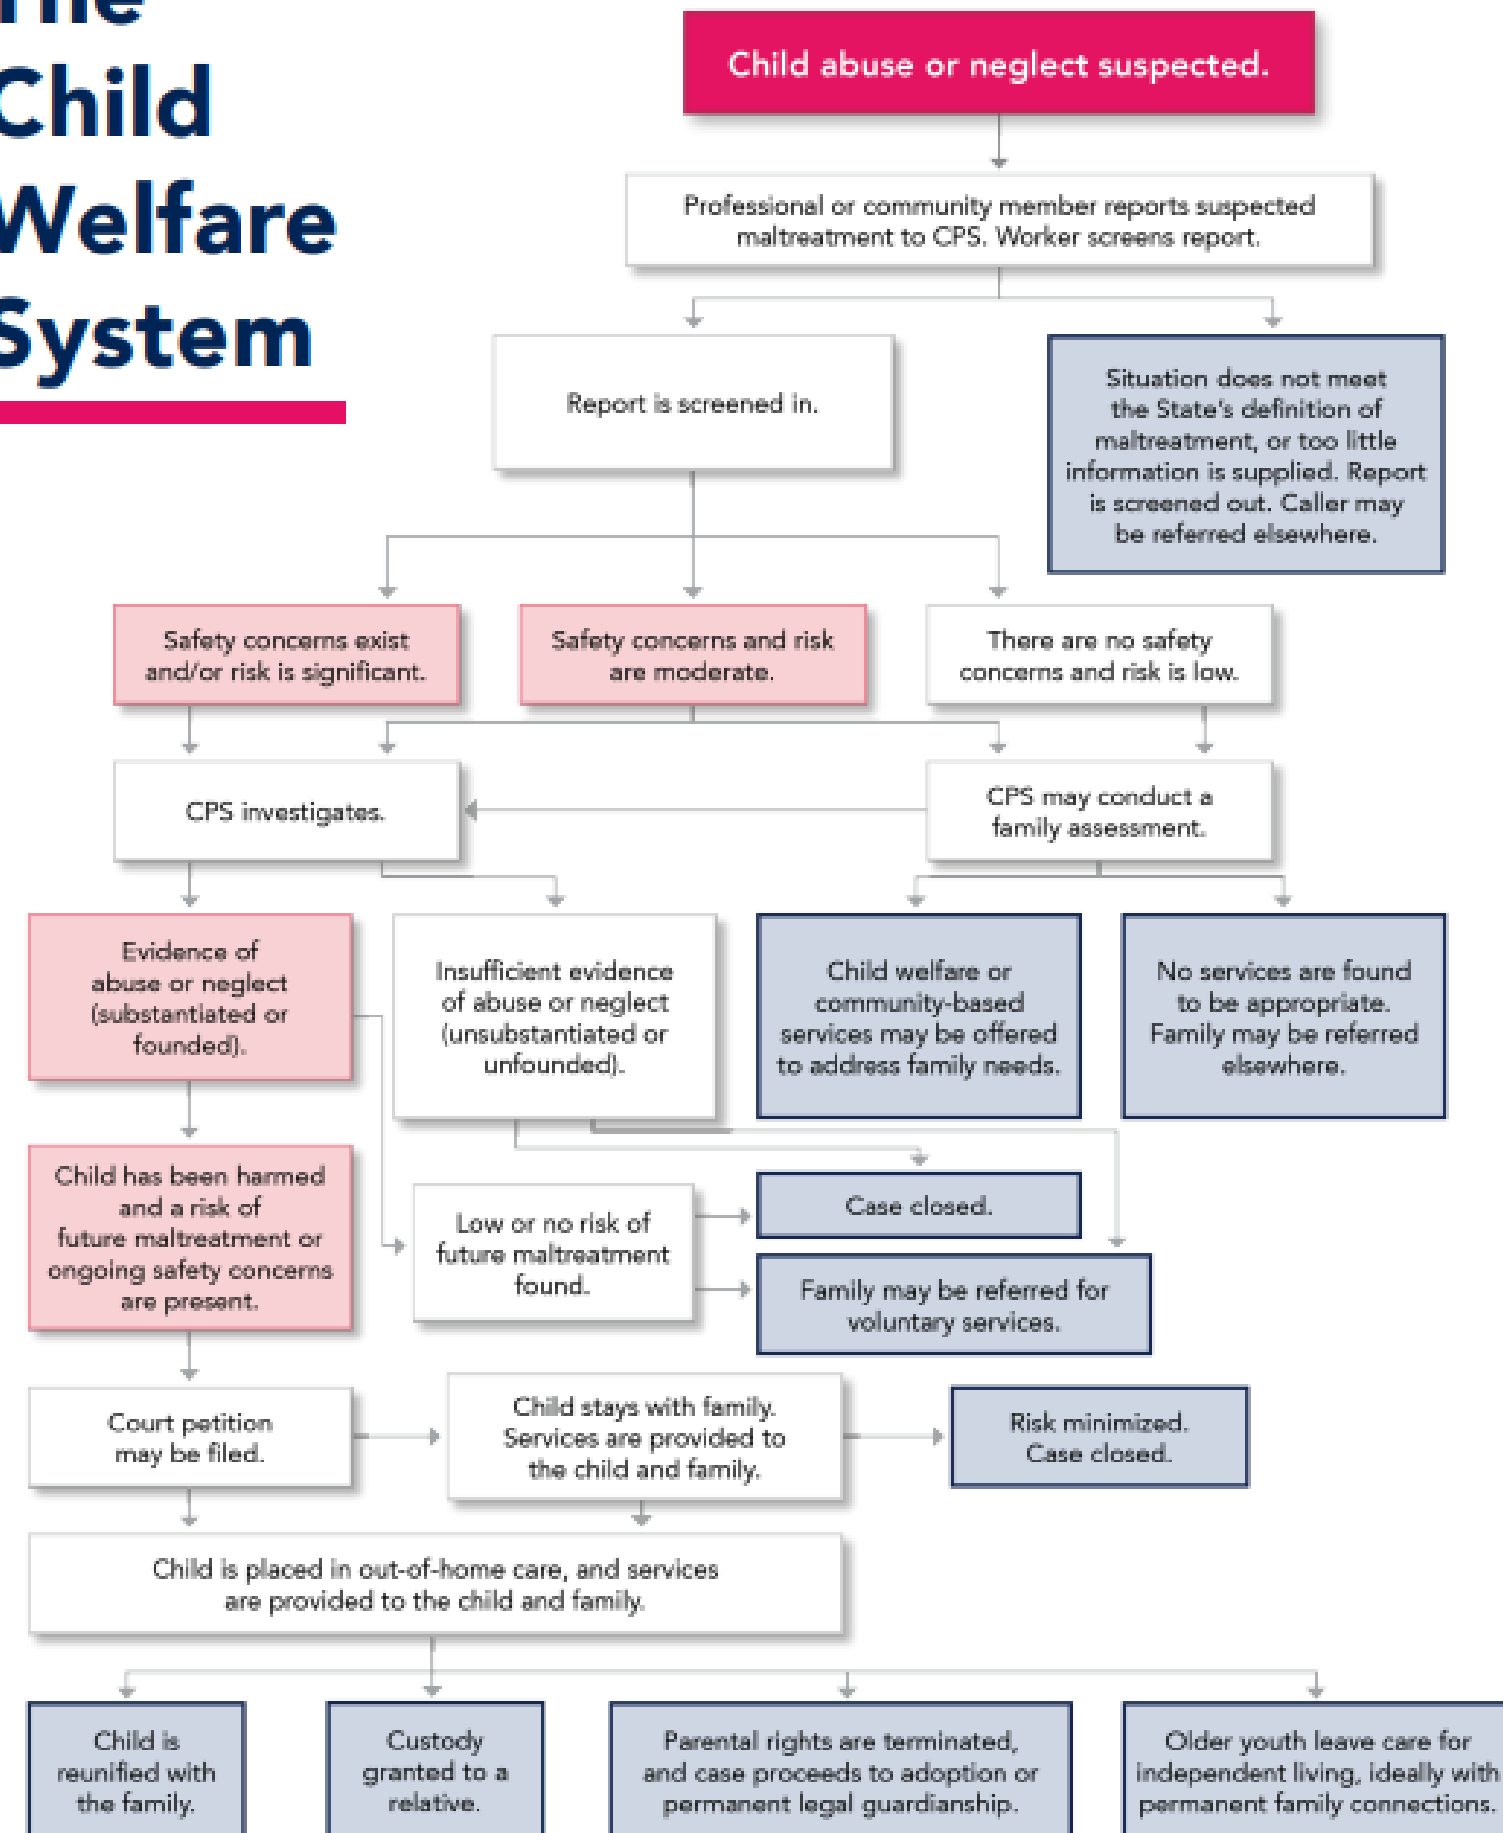 The
Child
Welfare
System
Child abuse or neglect suspected.
Professional or community member reports suspected
maltreatment to CPS. Worker screens report.
Report is screened in.
Situation does not meet
the State's definition of
maltreatment, or too little
information is supplied. Report
is screened out. Caller may
be referred elsewhere.
Safety concerns exist
and/or risk is significant.
Safety concerns and risk
are moderate.
There are no safety
concerns and risk is low.
CPS investigates.
CPS may conduct a
family assessment.
Evidence of
abuse or neglect
(substantiated or
founded).
Insufficient evidence
of abuse or neglect
(unsubstantiated or
unfounded).
Child welfare or
community-based
services may be offered
to address family needs.
No services are found
to be appropriate.
Family may be referred
elsewhere.
Child has been harmed
and a risk of
future maltreatment or
ongoing safety concerns
are present.
Low or no risk of
future maltreatment
found.
Case closed.
Family may be referred for
voluntary services.
Court petition
may be filed.
Child stays with family.
Services are provided to
the child and family.
Risk minimized.
Case closed.
Child is placed in out-of-home care, and services
are provided to the child and family.
Child is
reunified with
the family.
Custody
granted to a
relative.
Parental rights are terminated,
and case proceeds to adoption or
permanent legal guardianship.
Older youth leave care for
independent living, ideally with
permanent family connections.